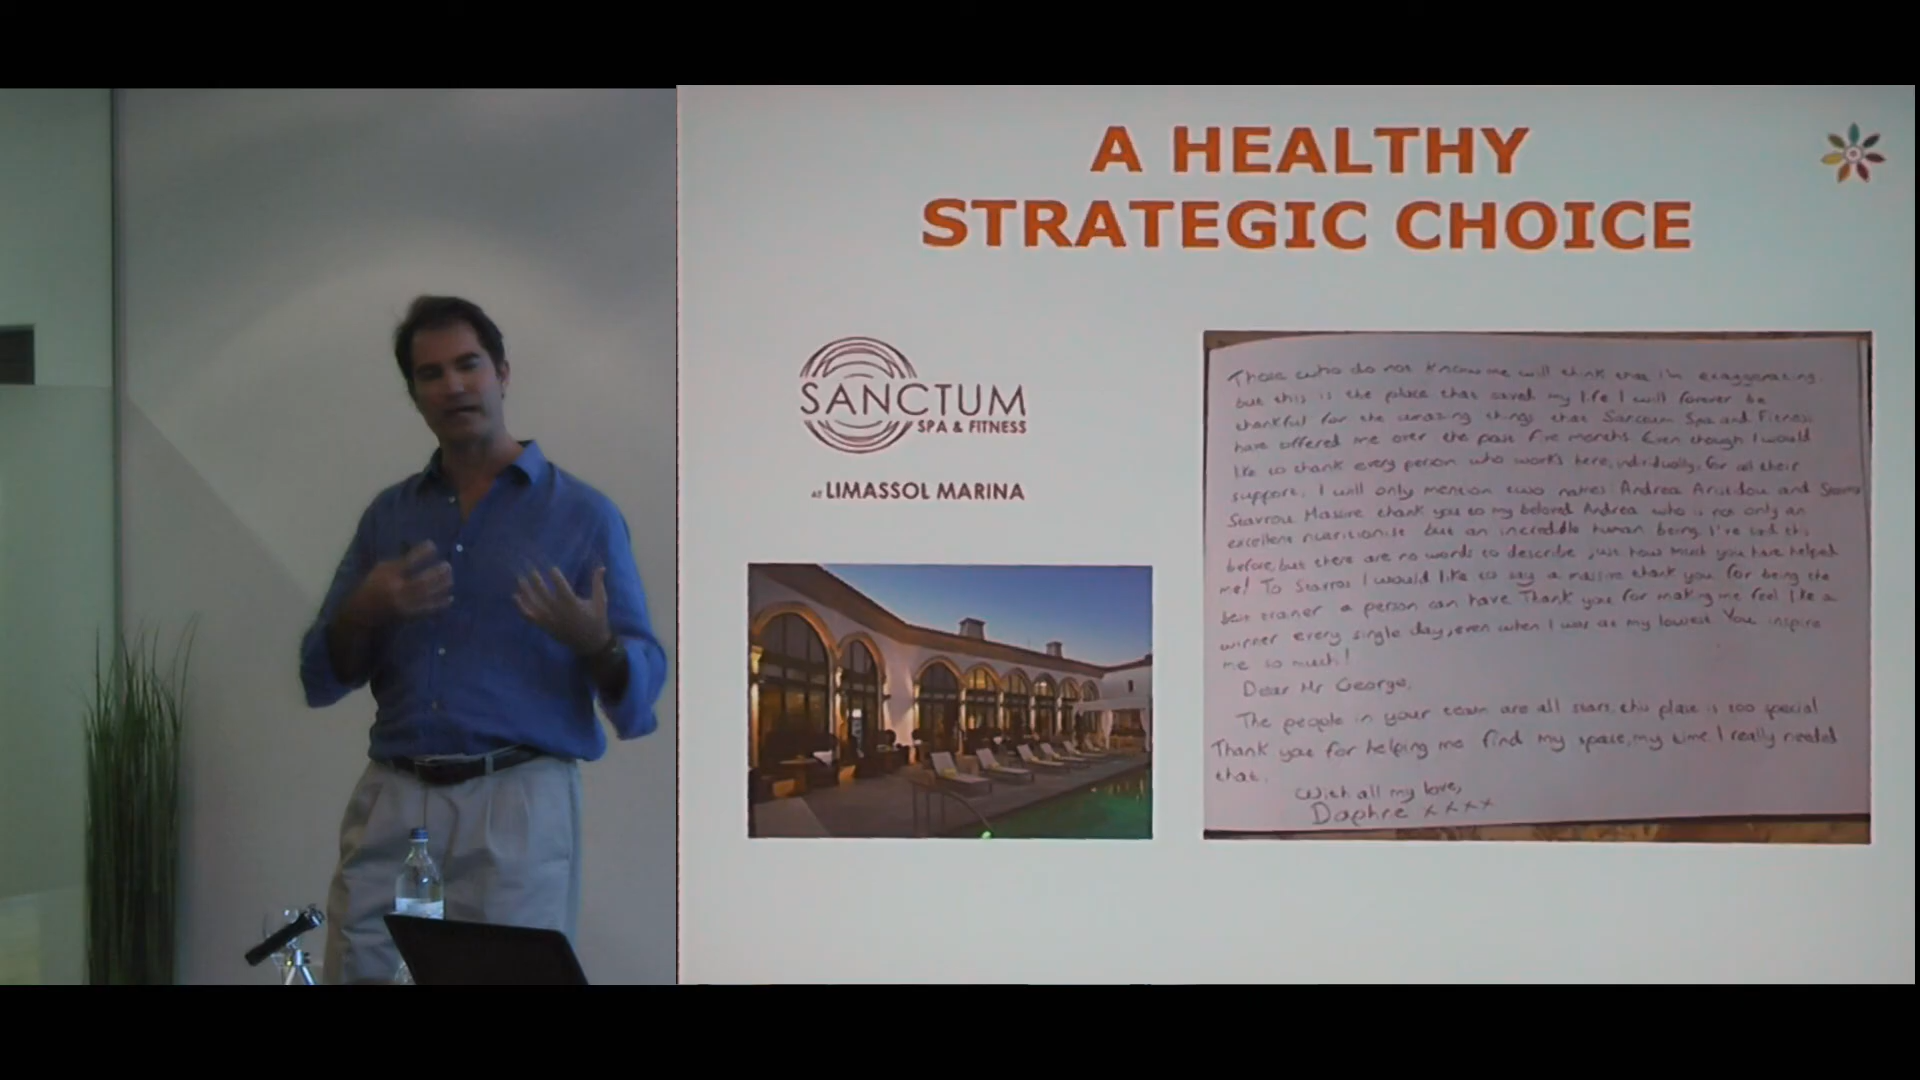 A HEALTHY
STRATEGIC CHOICE
SANCTUM
SPA & FITNESS
AT LIMASSOL MARINA
Those who do not know me will think that I'm exaggerating,
but this is the place that saved my life I will forever be
thankful for the amazing things that Sanctum Spa and Fitness
have offered me over the past five months. Even though I would
like to thank every person who works here, individually, for all their
support, I will only mention two names: Andrea and
Stavrou. Massive thank you to my beloved Andrea who is not only an
excellent nutritionist but an incredible human being. I've said this
before, but there are no words to describe just how much you have helped
me! To Stavros I would like to say a massive thank you for being the
best trainer a person can have Thank you for making me feel like a
winner every single day, even when I was at my lowest. You inspire
me so much!
Dear Mr George,
The people in your team are all stars, this place is too special
Thank you for helping me find my space, my time. I really needed
that.
With all my love,
Daphne xxxx